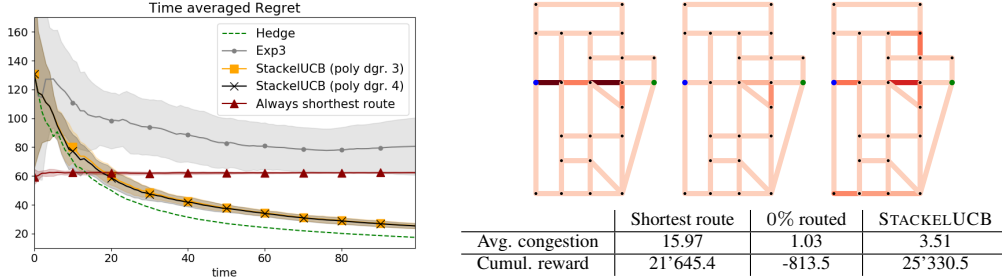 Time averaged Regret
160
140
120
100
80
60
40
20
0
20
40
60
80
time
Hedge
Exp3
StackelUCB (poly dgr. 3)
StackelUCB (poly dgr. 4)
Always shortest route
Shortest route 0% routed STACKELUCB
Avg. congestion 15.97 1.03 3.51
Cumul. reward 21'645.4 -813.5 25'330.5